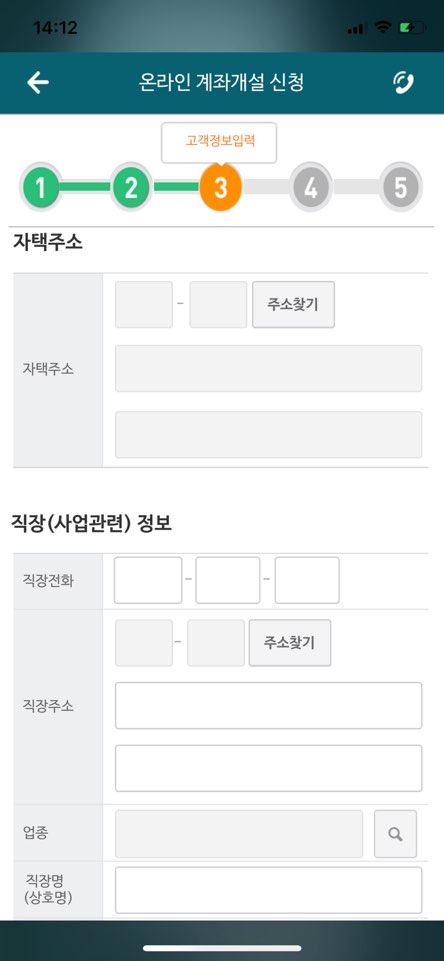 14:12
온라인 계좌개설 신청
고객정보입력
1 2 3 4 5
자택주소
자택주소
- 주소찾기
직장(사업관련) 정보
직장전화
- -
직장주소
- 주소찾기
업종
직장명
(상호명)